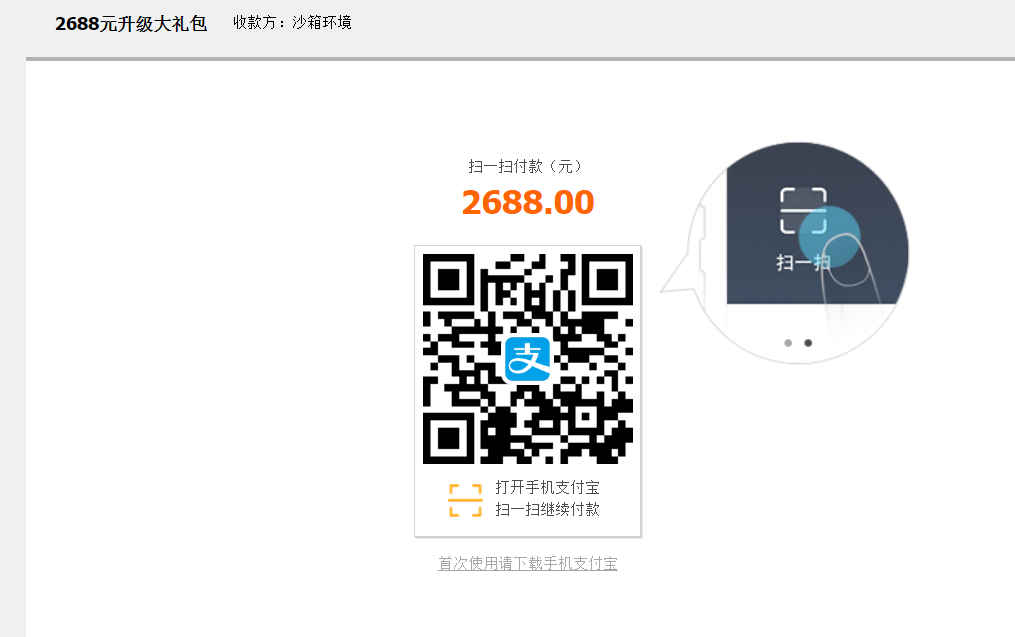 2688元升级大礼包 收款方：沙箱环境
扫一扫付款（元）
2688.00
扫一扫
支
打开手机支付宝
扫一扫继续付款
首次使用请下载手机支付宝